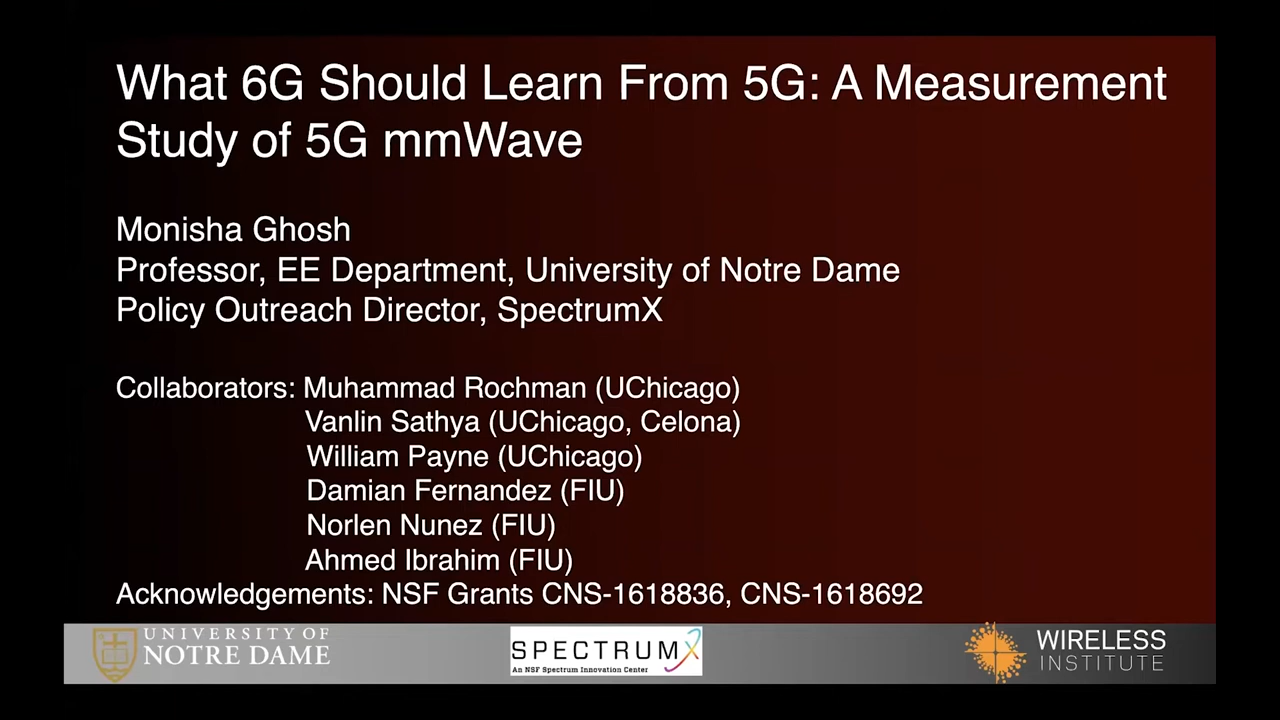 What 6G Should Learn From 5G: A Measurement
Study of 5G mmWave
Monisha Ghosh
Professor, EE Department, University of Notre Dame
Policy Outreach Director, SpectrumX
Collaborators: Muhammad Rochman (UChicago)
Vanlin Sathya (UChicago, Celona)
William Payne (UChicago)
Damian Fernandez (FIU)
Norlen Nunez (FIU)
Ahmed Ibrahim (FIU)
Acknowledgements: NSF Grants CNS-1618836, CNS-1618692
UNIVERSITY OF
NOTRE DAME
SPECTRUMX
An NSF Spectrum Innovation Center
WIRELESS
INSTITUTE